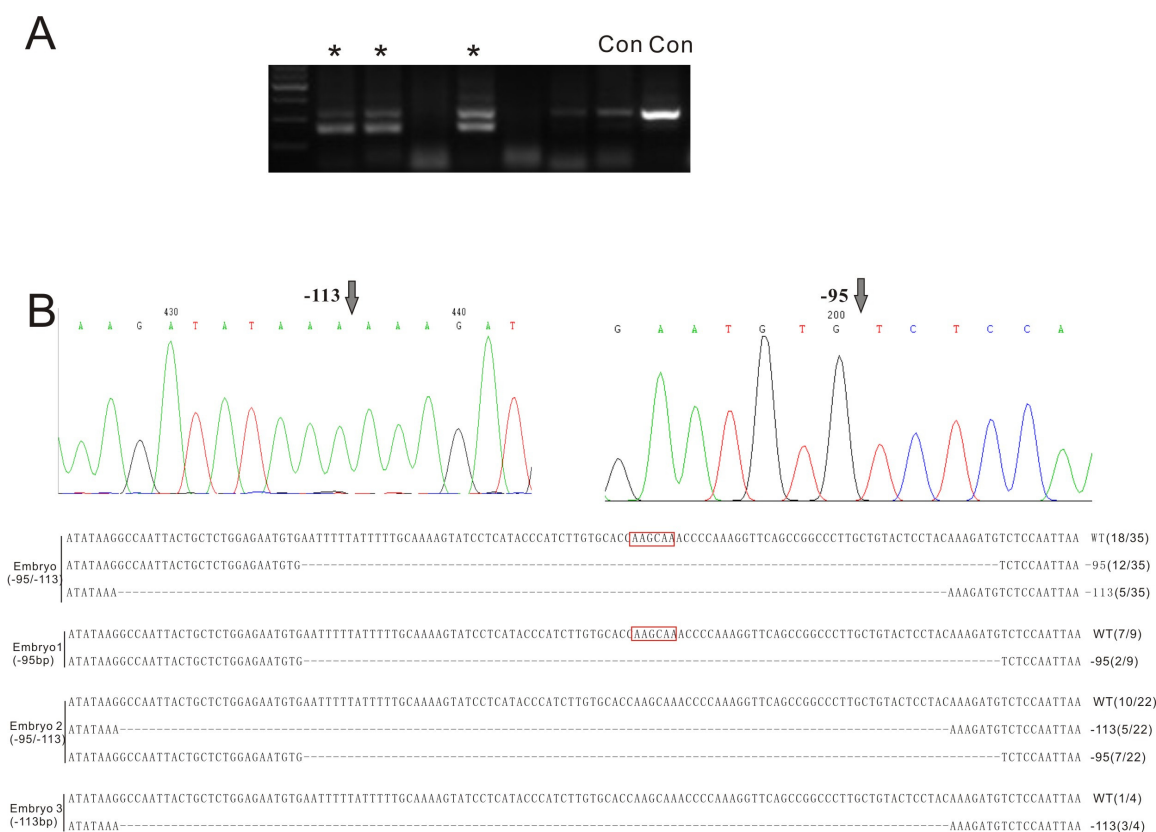 A
* * * Con Con
B
-113 -95
430 440 200
A A G A T A T A A A A A A G A T
G A A T G T G T C T C C A
Embryo
(-95/-113)
ATATAAGGCCAATTACTGCTCTGGAGAATGTGAATTTTTATTTTTGCAAAAGTATCCTCATACCCATCTTGTGCACCAAGCAAACCCCAAAGGTTCAGCCGGCCCTTGCTGTACTCCTACAAAGATGTCTCCAATTAA WT(18/35)
ATATAAGGCCAATTACTGCTCTGGAGAATGTG TCTCCAATTAA -95(12/35)
ATATAAA AAAGATGTCTCCAATTAA -113(5/35)
Embryo1
(-95bp)
ATATAAGGCCAATTACTGCTCTGGAGAATGTGAATTTTTATTTTTGCAAAAGTATCCTCATACCCATCTTGTGCACCAAGCAAACCCCAAAGGTTCAGCCGGCCCTTGCTGTACTCCTACAAAGATGTCTCCAATTAA WT(7/9)
ATATAAGGCCAATTACTGCTCTGGAGAATGTG TCTCCAATTAA -95(2/9)
Embryo 2
(-95/-113)
ATATAAGGCCAATTACTGCTCTGGAGAATGTGAATTTTTATTTTTGCAAAAGTATCCTCATACCCATCTTGTGCACCAAGCAAACCCCAAAGGTTCAGCCGGCCCTTGCTGTACTCCTACAAAGATGTCTCCAATTAA WT(10/22)
ATATAAA AAAGATGTCTCCAATTAA -113(5/22)
ATATAAGGCCAATTACTGCTCTGGAGAATGTG TCTCCAATTAA -95(7/22)
Embryo 3
(-113bp)
ATATAAGGCCAATTACTGCTCTGGAGAATGTGAATTTTTATTTTTGCAAAAGTATCCTCATACCCATCTTGTGCACCAAGCAAACCCCAAAGGTTCAGCCGGCCCTTGCTGTACTCCTACAAAGATGTCTCCAATTAA WT(1/4)
ATATAAA AAAGATGTCTCCAATTAA -113(3/4)